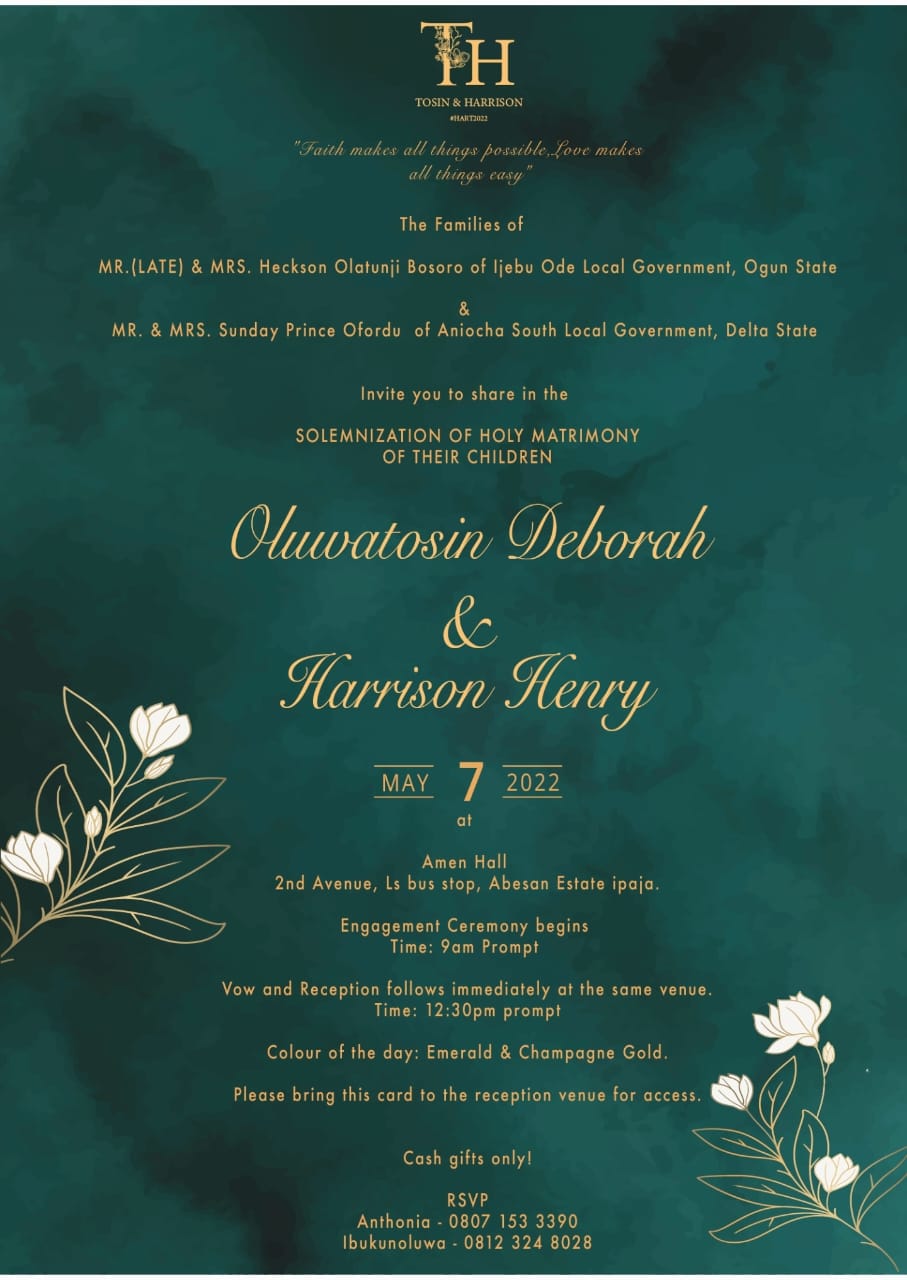 TH
TOSIN & HARRISON
#HART2022
"Faith makes all things possible,Love makes
all things easy"
The Families of
MR.(LATE) & MRS. Heckson Olatunji Bosoro of Ijebu Ode Local Government, Ogun State
&
MR. & MRS. Sunday Prince Ofordu of Aniocha South Local Government, Delta State
Invite you to share in the
SOLEMNIZATION OF HOLY MATRIMONY
OF THEIR CHILDREN
Oluwatosin Deborah
&
Harrison Henry
MAY 7 2022
at
Amen Hall
2nd Avenue, Ls bus stop, Abesan Estate ipaja.
Engagement Ceremony begins
Time: 9am Prompt
Vow and Reception follows immediately at the same venue.
Time: 12:30pm prompt
Colour of the day: Emerald & Champagne Gold.
Please bring this card to the reception venue for access.
Cash gifts only!
RSVP
Anthonia - 0807 153 3390
Ibukunoluwa - 0812 324 8028